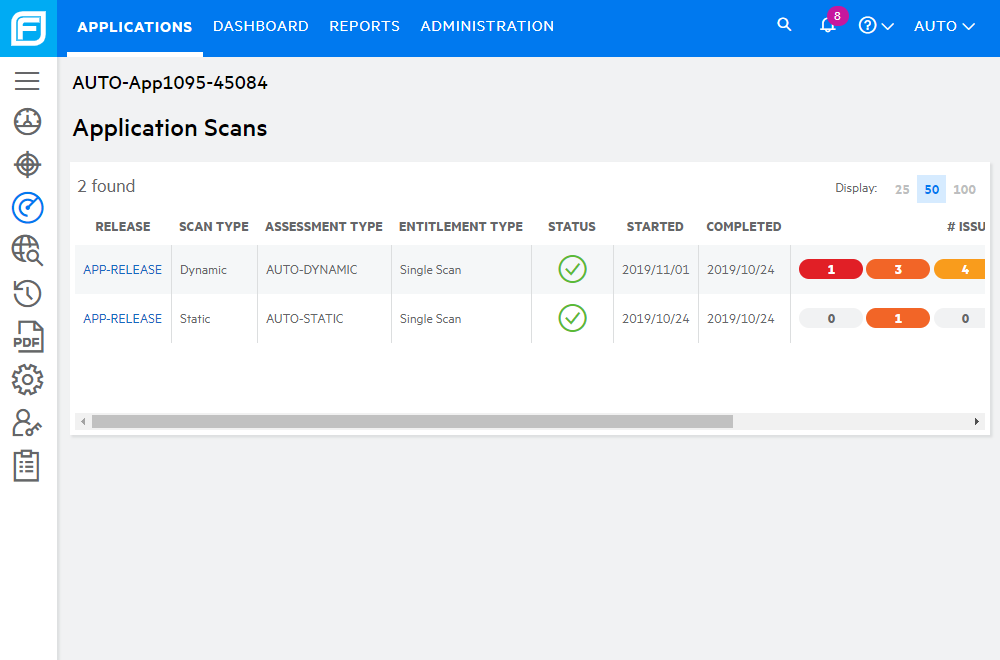 APPLICATIONS DASHBOARD REPORTS ADMINISTRATION 8 AUTO
AUTO-App1095-45084
Application Scans
2 found Display: 25 50 100
RELEASE SCAN TYPE ASSESSMENT TYPE ENTITLEMENT TYPE STATUS STARTED COMPLETED # ISSU
APP-RELEASE Dynamic AUTO-DYNAMIC Single Scan 2019/11/01 2019/10/24 1 3 4
APP-RELEASE Static AUTO-STATIC Single Scan 2019/10/24 2019/10/24 0 1 0
PDF